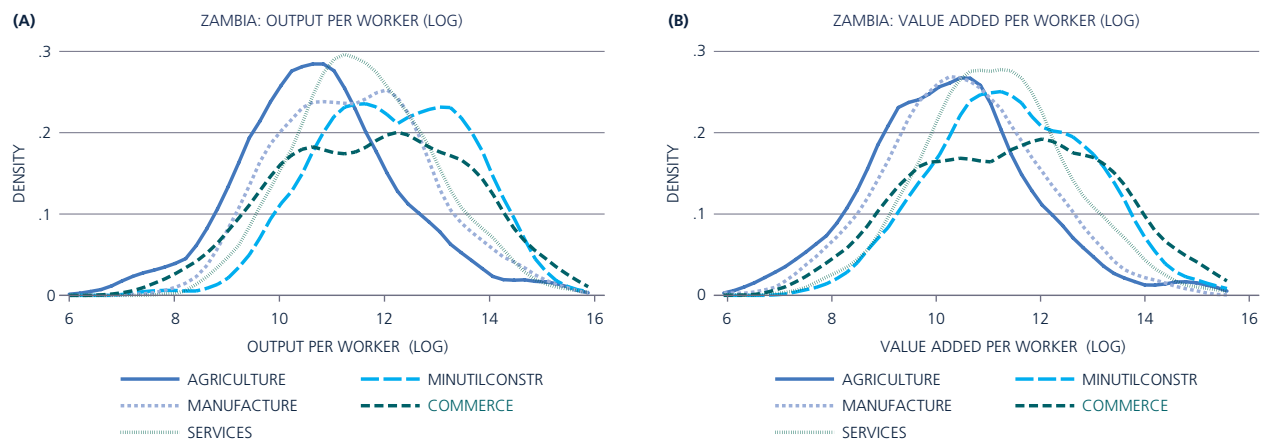 (A)
ZAMBIA: OUTPUT PER WORKER (LOG)
.3
.2
.1
0
DENSITY
6 8 10 12 14 16
OUTPUT PER WORKER (LOG)
AGRICULTURE
MINUTILCONSTR
MANUFACTURE
COMMERCE
SERVICES
(B)
ZAMBIA: VALUE ADDED PER WORKER (LOG)
.3
.2
.1
0
DENSITY
6 8 10 12 14 16
VALUE ADDED PER WORKER (LOG)
AGRICULTURE
MINUTILCONSTR
MANUFACTURE
COMMERCE
SERVICES